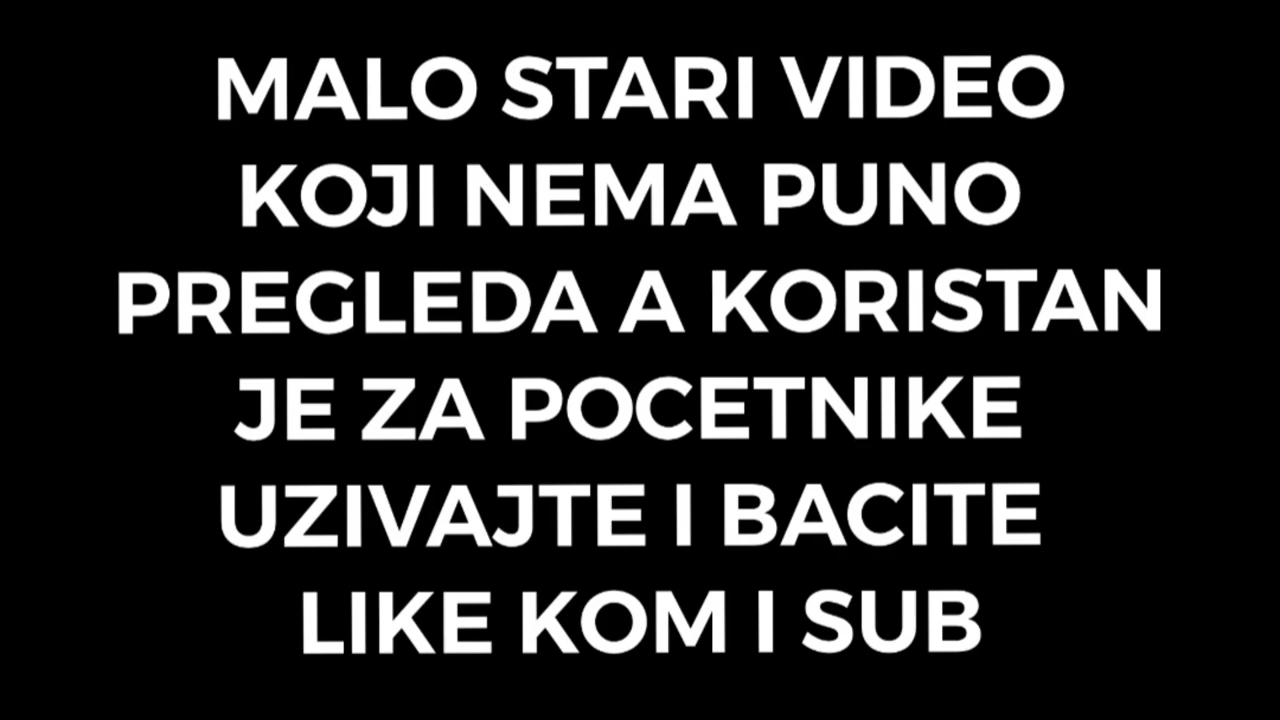 MALO STARI VIDEO
KOJI NEMA PUNO
PREGLEDA A KORISTAN
JE ZA POCETNIKE
UZIVAJTE I BACITE
LIKE KOM I SUB